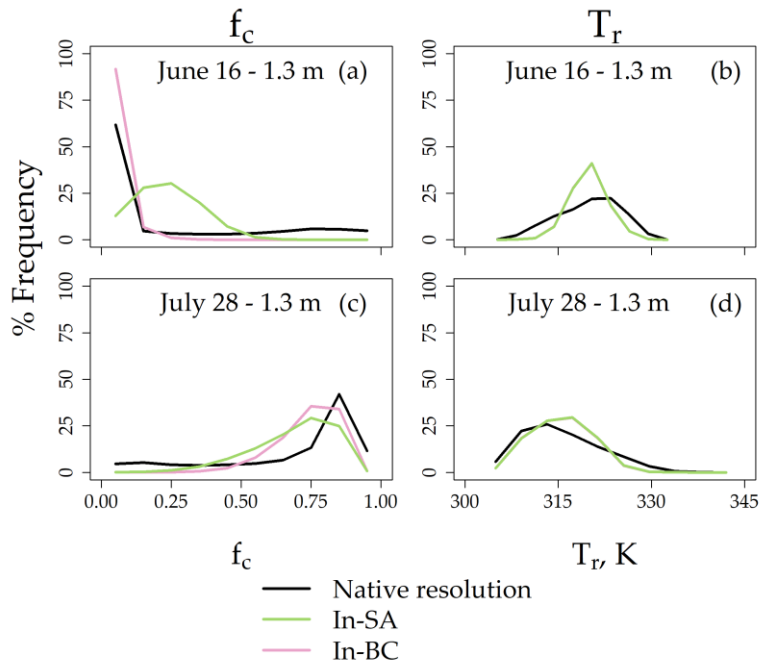 f_c T_r
June 16 - 1.3 m (a)
June 16 - 1.3 m (b)
100
75
50
25
0
July 28 - 1.3 m (c)
July 28 - 1.3 m (d)
100
75
50
25
0
100
75
50
25
0
100
75
50
25
0
% Frequency
0.00 0.25 0.50 0.75 1.00
300 315 330 345
f_c
T_r, K
Native resolution
In-SA
In-BC